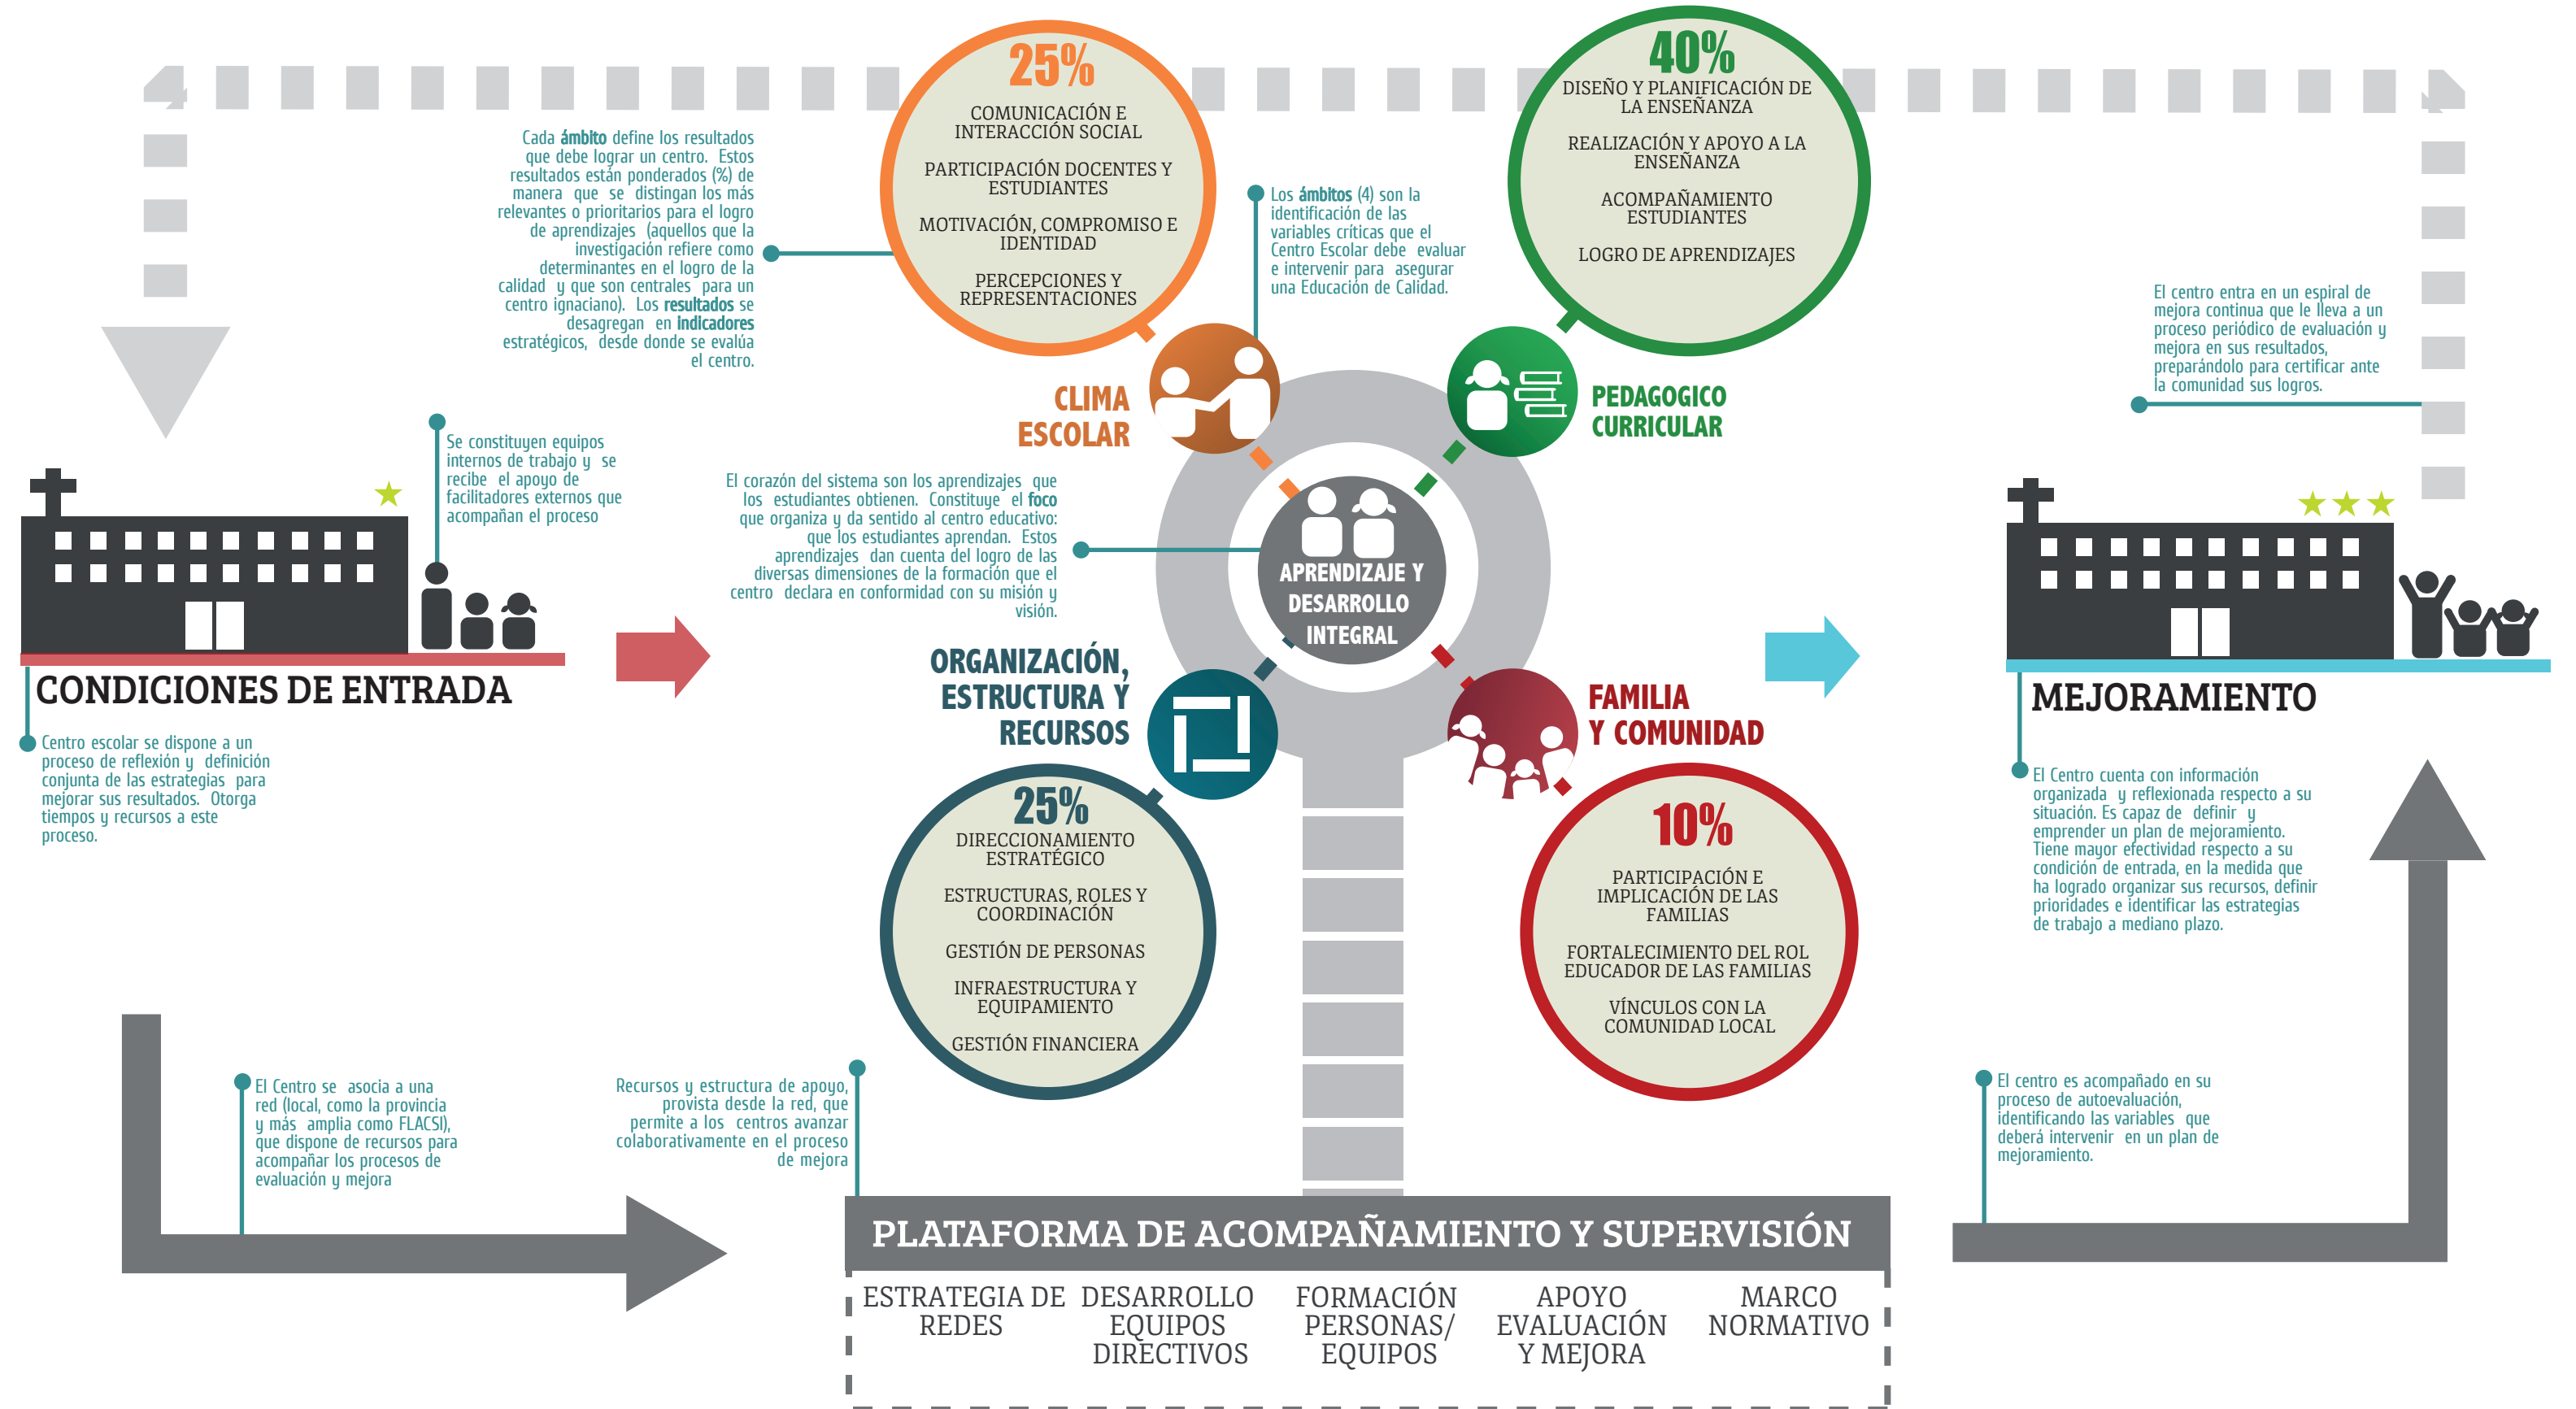 25%
COMUNICACIÓN E
INTERACCIÓN SOCIAL
PARTICIPACIÓN DOCENTES Y
ESTUDIANTES
MOTIVACIÓN, COMPROMISO E
IDENTIDAD
PERCEPCIONES Y
REPRESENTACIONES
40%
DISEÑO Y PLANIFICACIÓN DE
LA ENSEÑANZA
REALIZACIÓN Y APOYO A LA
ENSEÑANZA
ACOMPAÑAMIENTO
ESTUDIANTES
LOGRO DE APRENDIZAJES
Cada ámbito define los resultados
que debe lograr un centro. Estos
resultados están ponderados (%) de
manera que se distingan los más
relevantes o prioritarios para el logro
de aprendizajes (aquellos que la
investigación refiere como
determinantes en el logro de la
calidad y que son centrales para un
centro ignaciano). Los resultados se
desagregan en indicadores
estratégicos, desde donde se evalúa
el centro.
Los ámbitos (4) son la
identificación de las
variables críticas que el
Centro Escolar debe evaluar
e intervenir para asegurar
una Educación de Calidad.
El centro entra en un espiral de
mejora continua que le lleva a un
proceso periódico de evaluación y
mejora en sus resultados,
preparándolo para certificar ante
la comunidad sus logros.
CLIMA
ESCOLAR
PEDAGOGICO
CURRICULAR
Se constituyen equipos
internos de trabajo y se
recibe el apoyo de
facilitadores externos que
acompañan el proceso
El corazón del sistema son los aprendizajes que
los estudiantes obtienen. Constituye el foco
que organiza y da sentido al centro educativo:
que los estudiantes aprendan. Estos
aprendizajes dan cuenta del logro de las
diversas dimensiones de la formación que el
centro declara en conformidad con su misión y
visión.
APRENDIZAJE Y
DESARROLLO
INTEGRAL
CONDICIONES DE ENTRADA
Centro escolar se dispone a un
proceso de reflexión y definición
conjunta de las estrategias para
mejorar sus resultados. Otorga
tiempos y recursos a este
proceso.
ORGANIZACIÓN,
ESTRUCTURA Y
RECURSOS
FAMILIA
Y COMUNIDAD
MEJORAMIENTO
El Centro cuenta con información
organizada y reflexionada respecto a su
situación. Es capaz de definir y
emprender un plan de mejoramiento.
Tiene mayor efectividad respecto a su
condición de entrada, en la medida que
ha logrado organizar sus recursos, definir
prioridades e identificar las estrategias
de trabajo a mediano plazo.
25%
DIRECCIONAMIENTO
ESTRATÉGICO
ESTRUCTURAS, ROLES Y
COORDINACIÓN
GESTIÓN DE PERSONAS
INFRAESTRUCTURA Y
EQUIPAMIENTO
GESTIÓN FINANCIERA
10%
PARTICIPACIÓN E
IMPLICACIÓN DE LAS
FAMILIAS
FORTALECIMIENTO DEL ROL
EDUCADOR DE LAS FAMILIAS
VÍNCULOS CON LA
COMUNIDAD LOCAL
El Centro se asocia a una
red (local, como la provincia
y más amplia como FLACSI),
que dispone de recursos para
acompañar los procesos de
evaluación y mejora
Recursos y estructura de apoyo,
provista desde la red, que
permite a los centros avanzar
colaborativamente en el proceso
de mejora
El centro es acompañado en su
proceso de autoevaluación,
identificando las variables que
deberá intervenir en un plan de
mejoramiento.
PLATAFORMA DE ACOMPAÑAMIENTO Y SUPERVISIÓN
ESTRATEGIA DE
REDES
DESARROLLO
EQUIPOS
DIRECTIVOS
FORMACIÓN
PERSONAS/
EQUIPOS
APOYO
EVALUACIÓN
Y MEJORA
MARCO
NORMATIVO